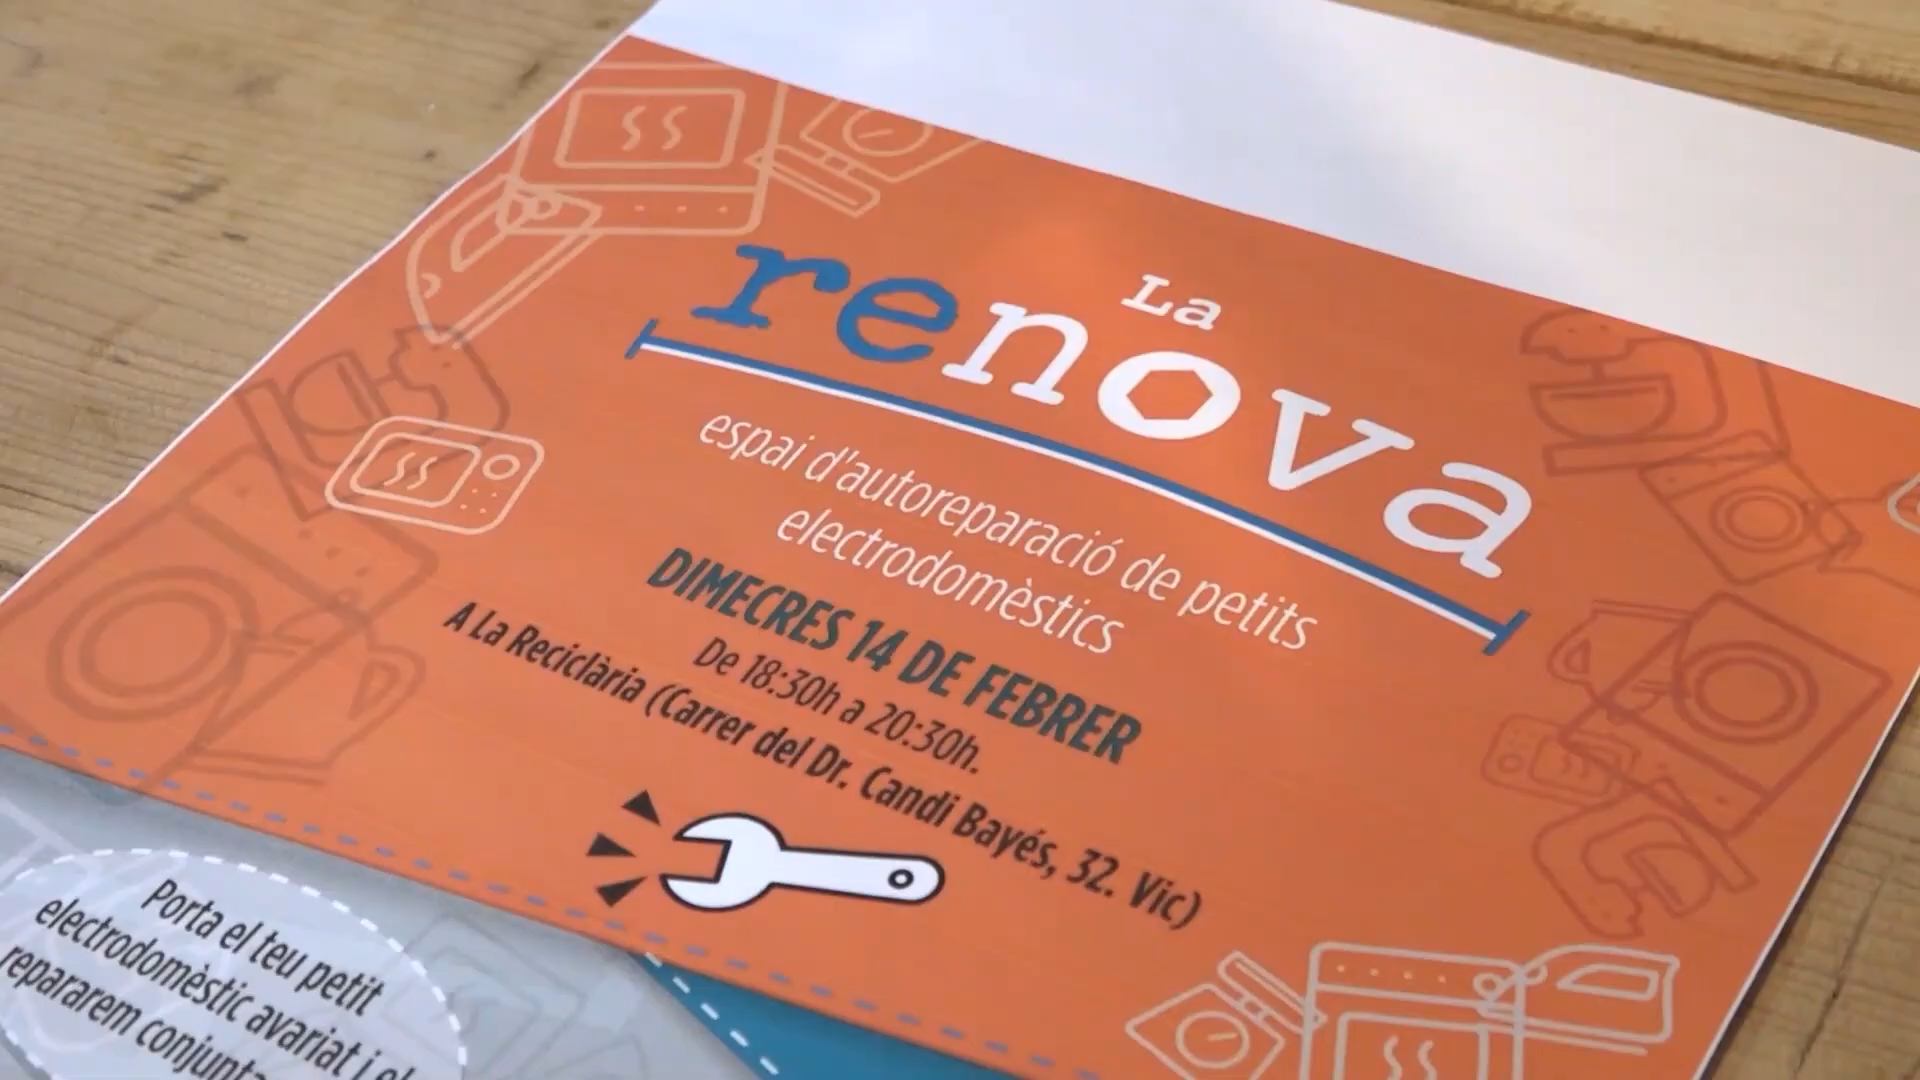 La
renova
espai d'autoreparació de petits
electrodomèstics
DIMECRES 14 DE FEBRER
De 18:30h a 20:30h.
A La Reciclària (Carrer del Dr. Candi Bayés, 32. Vic)
Porta el teu petit
electrodomèstic avariat i el
repararem